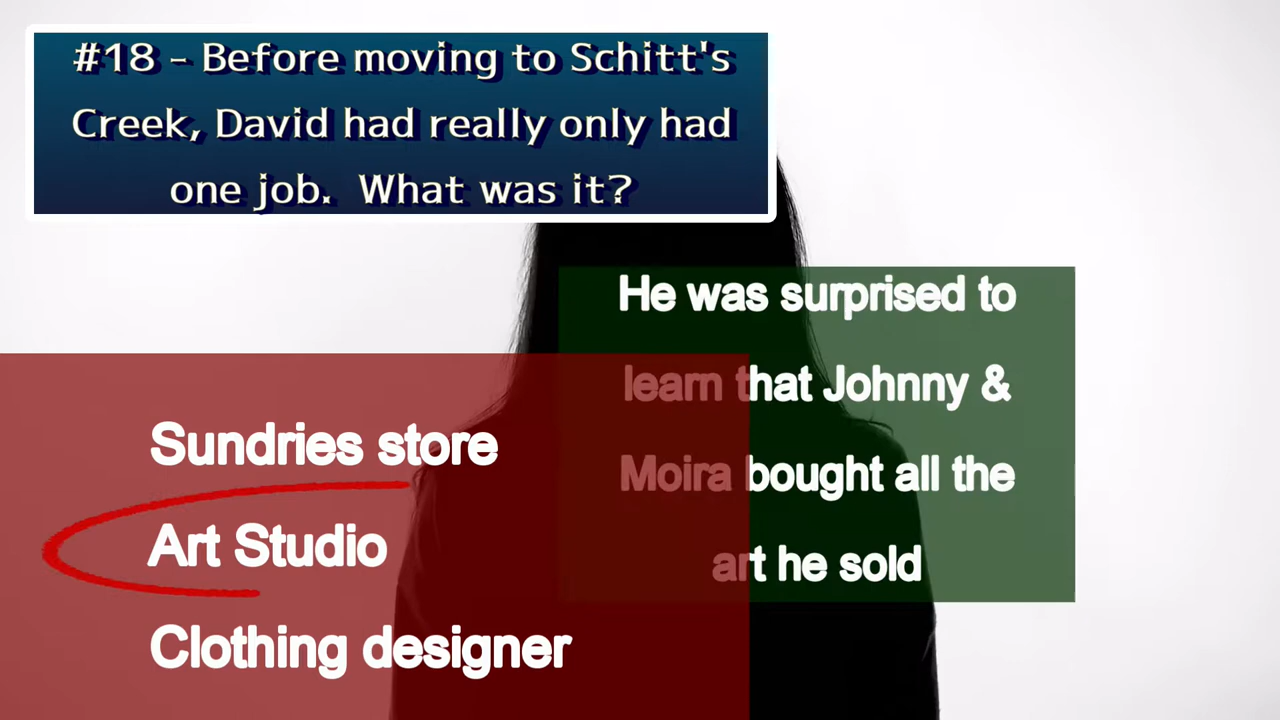 #18 - Before moving to Schitt's
Creek, David had really only had
one job. What was it?
He was surprised to
learn that Johnny &
Moira bought all the
art he sold
Sundries store
Art Studio
Clothing designer